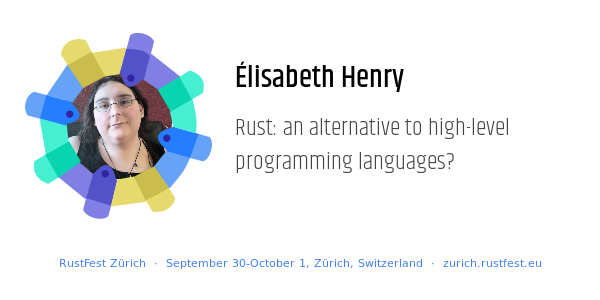 Élisabeth Henry
Rust: an alternative to high-level
programming languages?
RustFest Zürich · September 30-October 1, Zürich, Switzerland · zurich.rustfest.eu